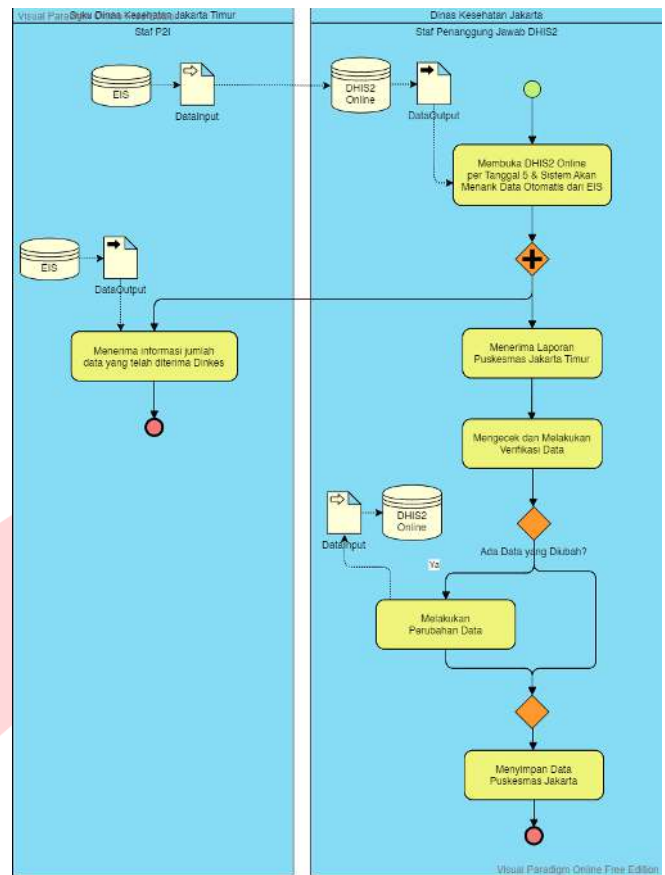 Visual Paradigm Online Free Edition
Suku Dinas Kesehatan Jakarta Timur
Staf P2I
Dinas Kesehatan Jakarta
Staf Penanggung Jawab DHIS2
EIS
DataInput
DHIS2
Online
DataOutput
Membuka DHIS2 Online
per Tanggal 5 & Sistem Akan
Menarik Data Otomatis dari EIS
EIS
DataOutput
Menerima informasi jumlah
data yang telah diterima Dinkes
Menerima Laporan
Puskesmas Jakarta Timur
Mengecek dan Melakukan
Verifikasi Data
DataInput
DHIS2
Online
Ada Data yang Diubah?
Ya
Melakukan
Perubahan Data
Menyimpan Data
Puskesmas Jakarta
Visual Paradigm Online Free Edition